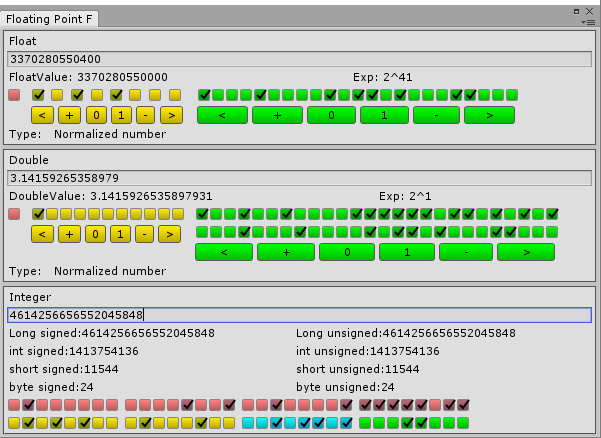 Floating Point F
Float
3370280550400
FloatValue: 3370280550000 Exp: 2^41
< + 0 1 - > < + 0 1 - >
Type: Normalized number
Double
3.14159265358979
DoubleValue: 3.1415926535897931 Exp: 2^1
< + 0 1 - >
< + 0 1 - >
Type: Normalized number
Integer
4614256656552045848
Long signed:4614256656552045848 Long unsigned:4614256656552045848
int signed:1413754136 int unsigned:1413754136
short signed:11544 short unsigned:11544
byte signed:24 byte unsigned:24